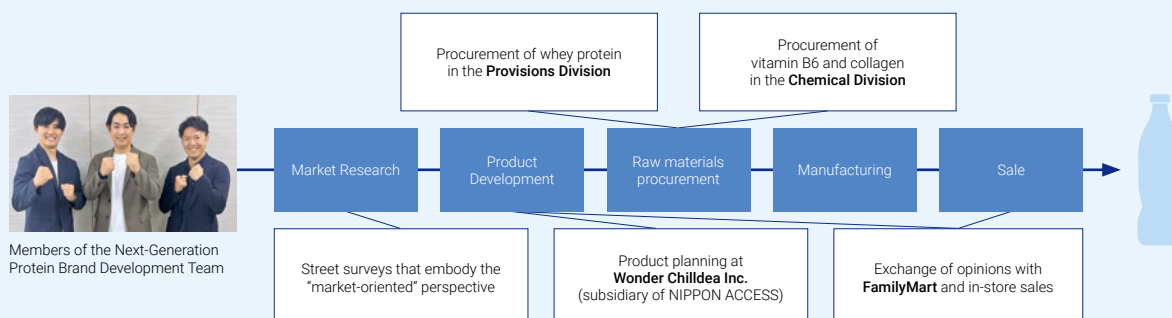 Procurement of whey protein
in the Provisions Division
Procurement of
vitamin B6 and collagen
in the Chemical Division
Market Research
Product
Development
Raw materials
procurement
Manufacturing
Sale
Members of the Next-Generation
Protein Brand Development Team
Street surveys that embody the
“market-oriented” perspective
Product planning at
Wonder Chilldea Inc.
(subsidiary of NIPPON ACCESS)
Exchange of opinions with
FamilyMart and in-store sales